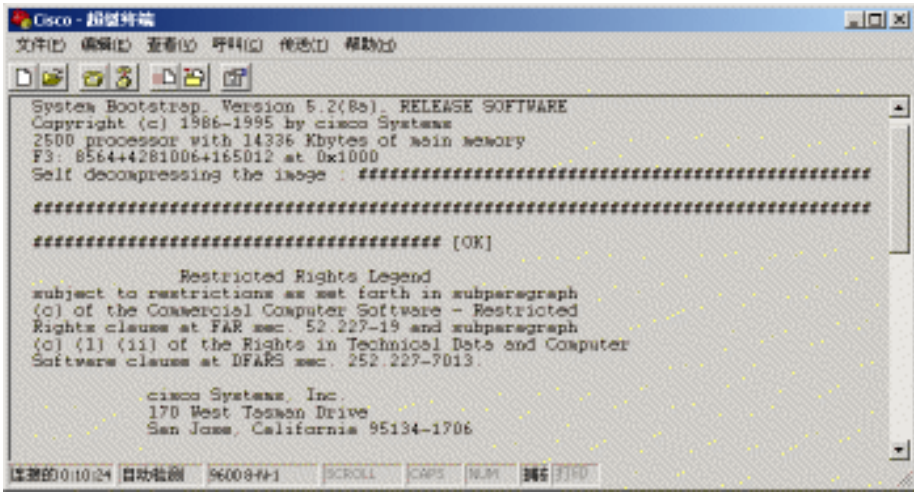 Cisco - 超级终端
文件(F) 编辑(E) 查看(V) 呼叫(C) 传送(T) 帮助(H)
System Bootstrap, Version 5.2(8a), RELEASE SOFTWARE
Copyright (c) 1986-1995 by cisco Systems
2500 processor with 14336 Kbytes of main memory
F3: 8564+4281006+165012 at 0x1000
Self decompressing the image : #################################################
################################################################################
####################################### [OK]
Restricted Rights Legend
subject to restrictions as set forth in subparagraph
(c) of the Commercial Computer Software - Restricted
Rights clause at FAR sec. 52.227-19 and subparagraph
(c) (1) (ii) of the Rights in Technical Data and Computer
Software clause at DFARS sec. 252.227-7013.
cisco Systems, Inc.
170 West Tasman Drive
San Jose, California 95134-1706
连接的 0:10:24 自动检测 9600 8-N-1 SCROLL CAPS NUM 捕 打印